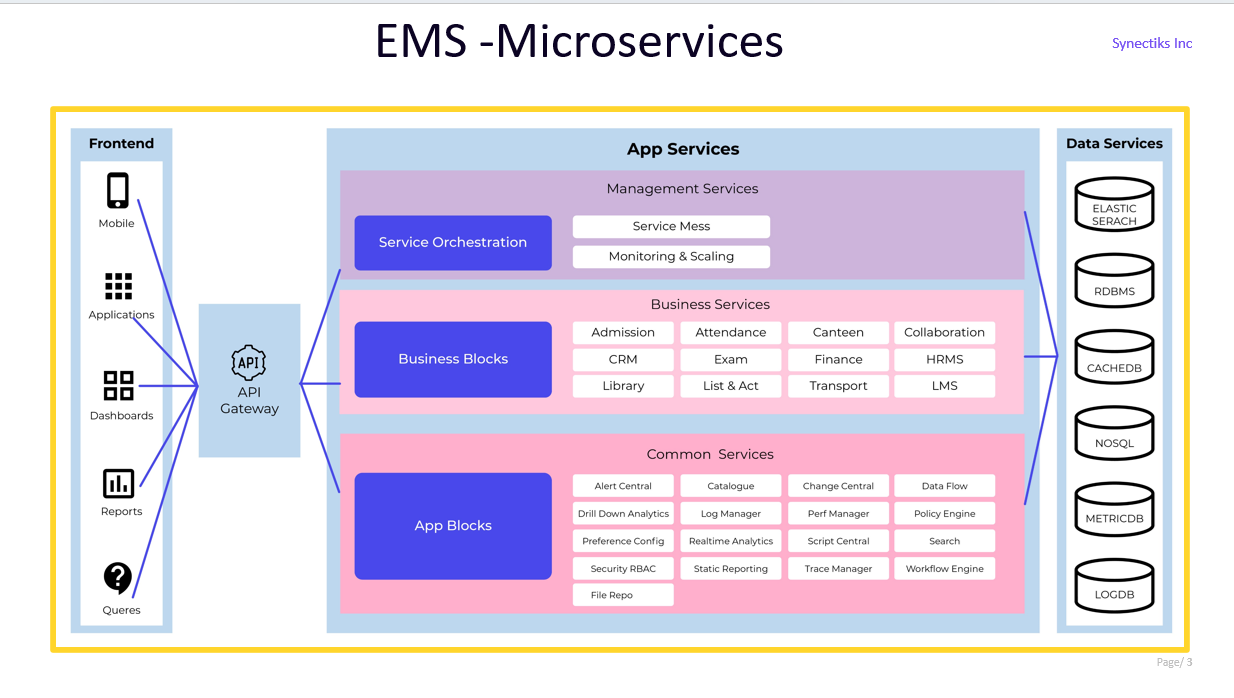 EMS -Microservices
Synectiks Inc
Frontend
Mobile
Applications
Dashboards
Reports
Queres
API
API
Gateway
App Services
Management Services
Service Orchestration
Service Mess
Monitoring & Scaling
Business Services
Business Blocks
Admission
Attendance
Canteen
Collaboration
CRM
Exam
Finance
HRMS
Library
List & Act
Transport
LMS
Common Services
App Blocks
Alert Central
Catalogue
Change Central
Data Flow
Drill Down Analytics
Log Manager
Perf Manager
Policy Engine
Preference Config
Realtime Analytics
Script Central
Search
Security RBAC
Static Reporting
Trace Manager
Workflow Engine
File Repo
Data Services
ELASTIC
SERACH
RDBMS
CACHEDB
NOSQL
METRICDB
LOGDB
Page/ 3